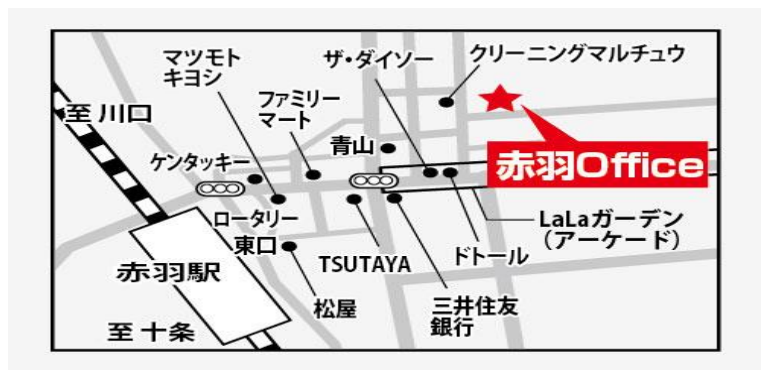 マツモト
キヨシ
ザ・ダイソー
クリーニングマルチュウ
至 川口
ファミリー
マート
青山
ケンタッキー
赤羽Office
ロータリー
東口
LaLaガーデン
(アーケード)
赤羽駅
TSUTAYA
ドトール
松屋
三井住友
銀行
至 十条